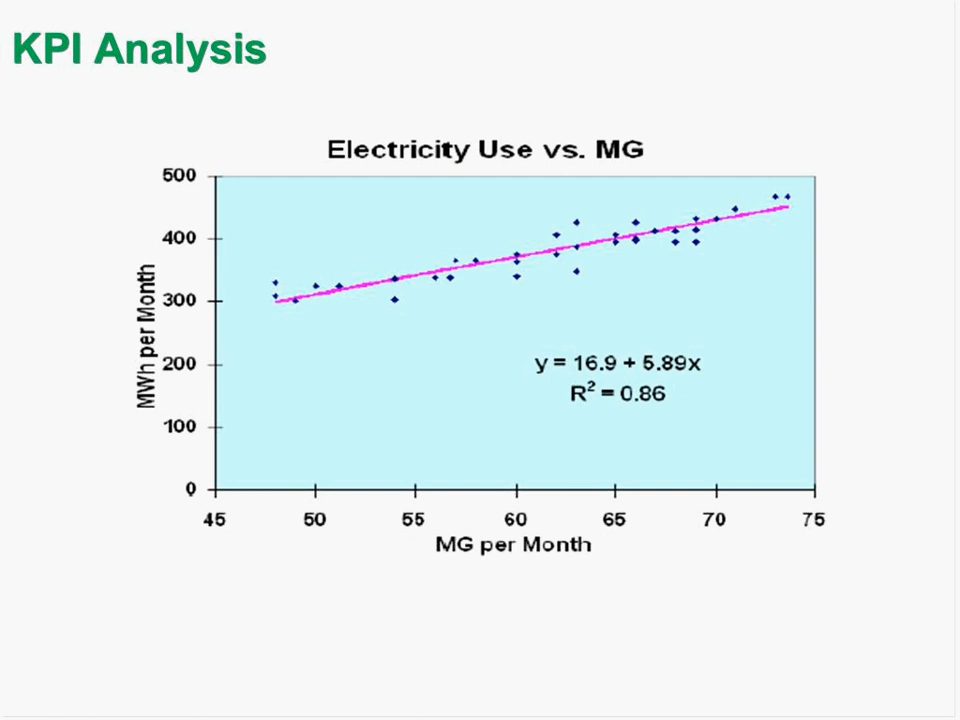 KPI Analysis
Electricity Use vs. MG
500
400
300
200
100
0
MWh per Month
y = 16.9 + 5.89x
R² = 0.86
45 50 55 60 65 70 75
MG per Month